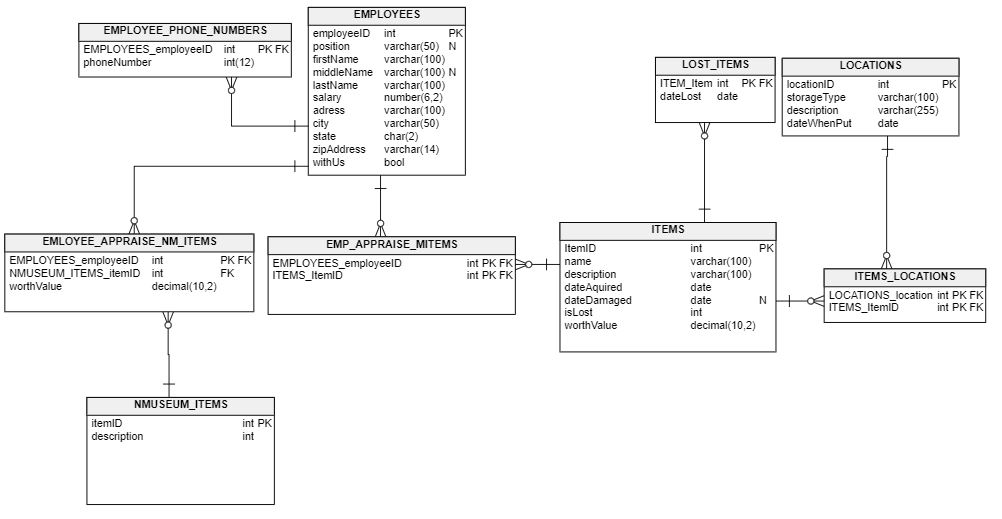 EMPLOYEE_PHONE_NUMBERS
EMPLOYEES_employeeID int PK FK
phoneNumber int(12)
EMPLOYEES
employeeID int PK
position varchar(50) N
firstName varchar(100)
middleName varchar(100) N
lastName varchar(100)
salary number(6,2)
adress varchar(100)
city varchar(50)
state char(2)
zipAddress varchar(14)
withUs bool
LOST_ITEMS
ITEM_Item int PK FK
dateLost date
LOCATIONS
locationID int PK
storageType varchar(100)
description varchar(255)
dateWhenPut date
EMLOYEE_APPRAISE_NM_ITEMS
EMPLOYEES_employeeID int PK FK
NMUSEUM_ITEMS_itemID int FK
worthValue decimal(10,2)
EMP_APPRAISE_MITEMS
EMPLOYEES_employeeID int PK FK
ITEMS_ItemID int PK FK
ITEMS
ItemID int PK
name varchar(100)
description varchar(100)
dateAquired date
dateDamaged date N
isLost int
worthValue decimal(10,2)
ITEMS_LOCATIONS
LOCATIONS_location int PK FK
ITEMS_ItemID int PK FK
NMUSEUM_ITEMS
itemID int PK
description int